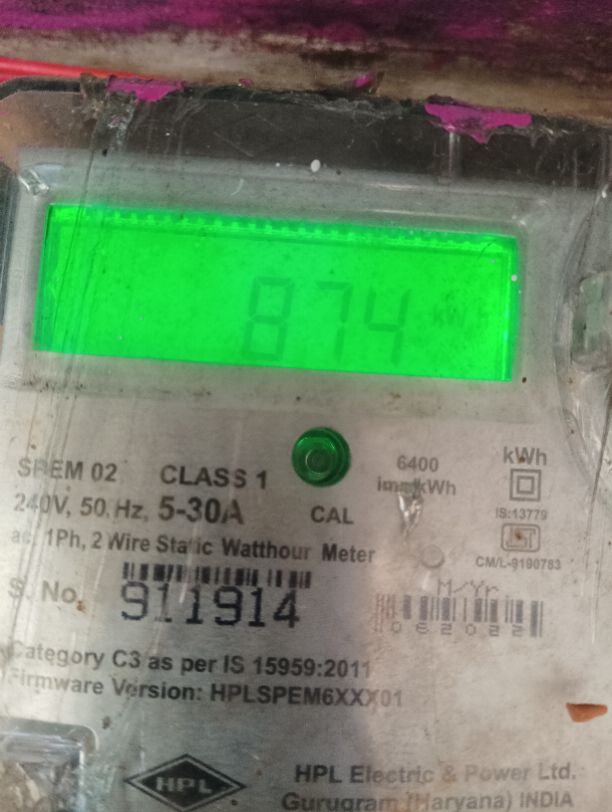 874 kW
SPEM 02 CLASS 1
240V, 50. Hz, 5-30A
CAL
6400
imp/kWh
kWh
IS:13779
CM/L-9190783
ac, 1Ph, 2 Wire Static Watthour Meter
S. No.
911914
M/Yr
062022
Category C3 as per IS 15959:2011
Firmware Version: HPLSPEM6XXX01
HPL
HPL Electric & Power Ltd.
Gurugram (Haryana) INDIA